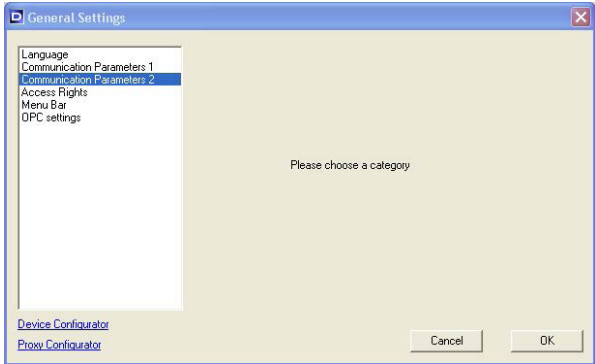 General Settings
Language
Communication Parameters 1
Communication Parameters 2
Access Rights
Menu Bar
OPC settings
Please choose a category
Device Configurator
Proxy Configurator
Cancel
OK